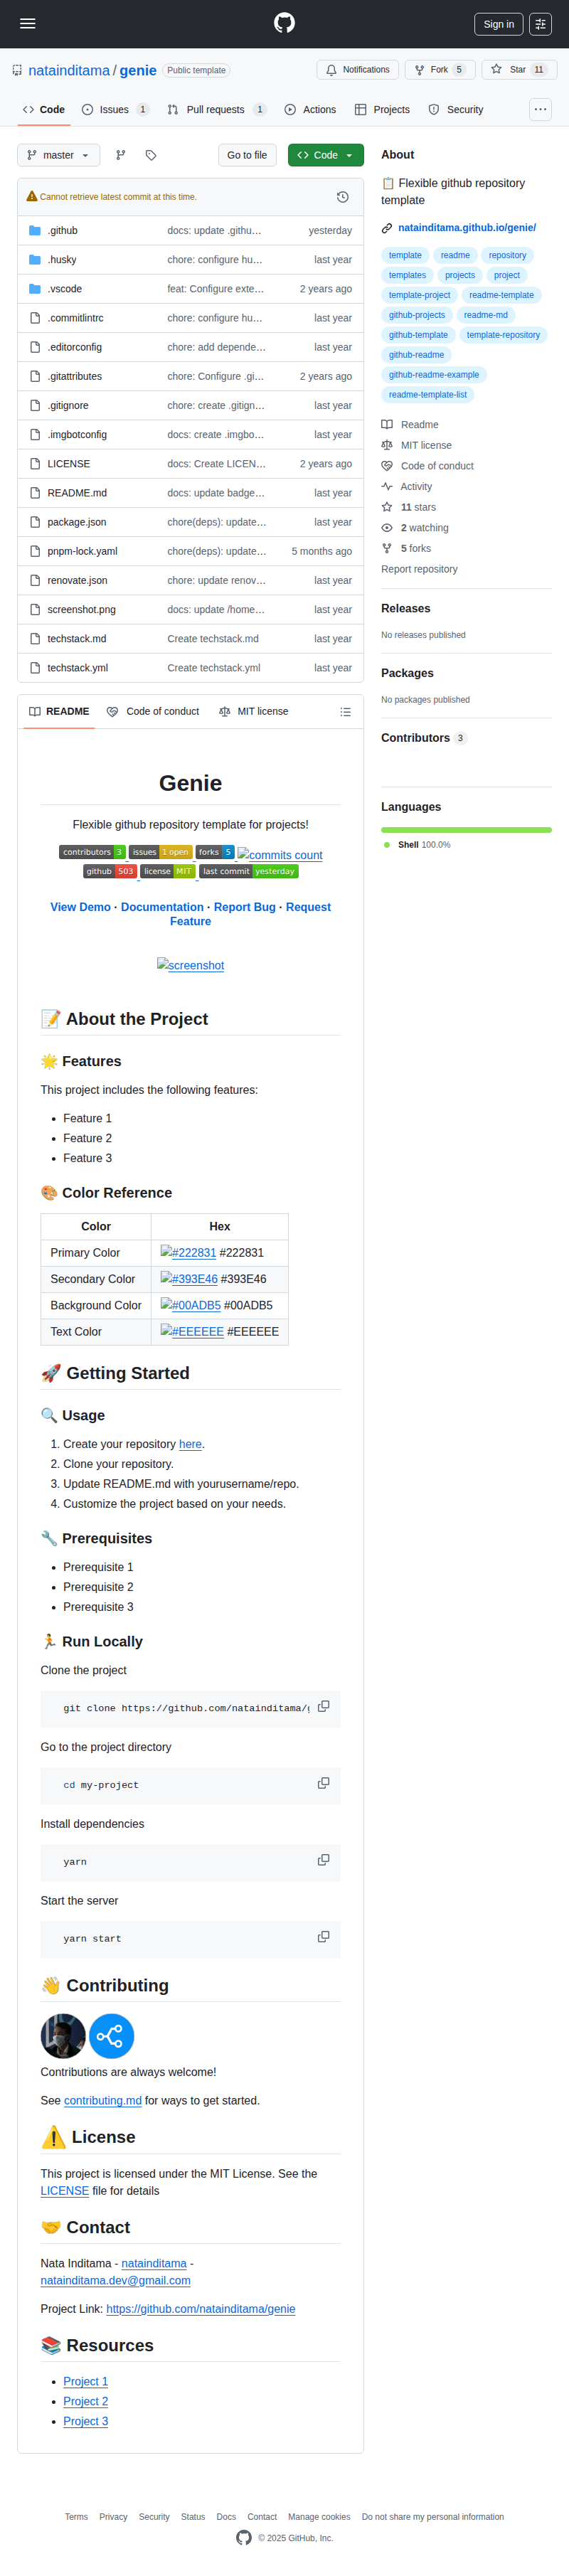 Sign in
natainditama / genie Public template
Notifications Fork 5 Star 11
Code Issues 1 Pull requests 1 Actions Projects Security
master Go to file Code
Cannot retrieve latest commit at this time.
.github docs: update .githu… yesterday
.husky chore: configure hu… last year
.vscode feat: Configure exte… 2 years ago
.commitlintrc chore: configure hu… last year
.editorconfig chore: add depende… last year
.gitattributes chore: Configure .gi… 2 years ago
.gitignore chore: create .gitign… last year
.imgbotconfig docs: create .imgbo… last year
LICENSE docs: Create LICEN… 2 years ago
README.md docs: update badge… last year
package.json chore(deps): update… last year
pnpm-lock.yaml chore(deps): update… 5 months ago
renovate.json chore: update renov… last year
screenshot.png docs: update /home… last year
techstack.md Create techstack.md last year
techstack.yml Create techstack.yml last year
README Code of conduct MIT license
Genie
Flexible github repository template for projects!
contributors 3 issues 1 open forks 5 commits count
github 503 license MIT last commit yesterday
View Demo · Documentation · Report Bug · Request
Feature
screenshot
📝 About the Project
🌟 Features
This project includes the following features:
• Feature 1
• Feature 2
• Feature 3
🎨 Color Reference
Color Hex
Primary Color #222831 #222831
Secondary Color #393E46 #393E46
Background Color #00ADB5 #00ADB5
Text Color #EEEEEE #EEEEEE
🚀 Getting Started
🔍 Usage
1. Create your repository here.
2. Clone your repository.
3. Update README.md with yourusername/repo.
4. Customize the project based on your needs.
🔧 Prerequisites
• Prerequisite 1
• Prerequisite 2
• Prerequisite 3
🏃 Run Locally
Clone the project
git clone https://github.com/natainditama/g
Go to the project directory
cd my-project
Install dependencies
yarn
Start the server
yarn start
👋 Contributing
Contributions are always welcome!
See contributing.md for ways to get started.
⚠️ License
This project is licensed under the MIT License. See the
LICENSE file for details
🤝 Contact
Nata Inditama - natainditama -
natainditama.dev@gmail.com
Project Link: https://github.com/natainditama/genie
📚 Resources
• Project 1
• Project 2
• Project 3
About
📋 Flexible github repository
template
natainditama.github.io/genie/
template readme repository
templates projects project
template-project readme-template
github-projects readme-md
github-template template-repository
github-readme
github-readme-example
readme-template-list
Readme
MIT license
Code of conduct
Activity
11 stars
2 watching
5 forks
Report repository
Releases
No releases published
Packages
No packages published
Contributors 3
Languages
Shell 100.0%
Terms Privacy Security Status Docs Contact Manage cookies Do not share my personal information
© 2025 GitHub, Inc.